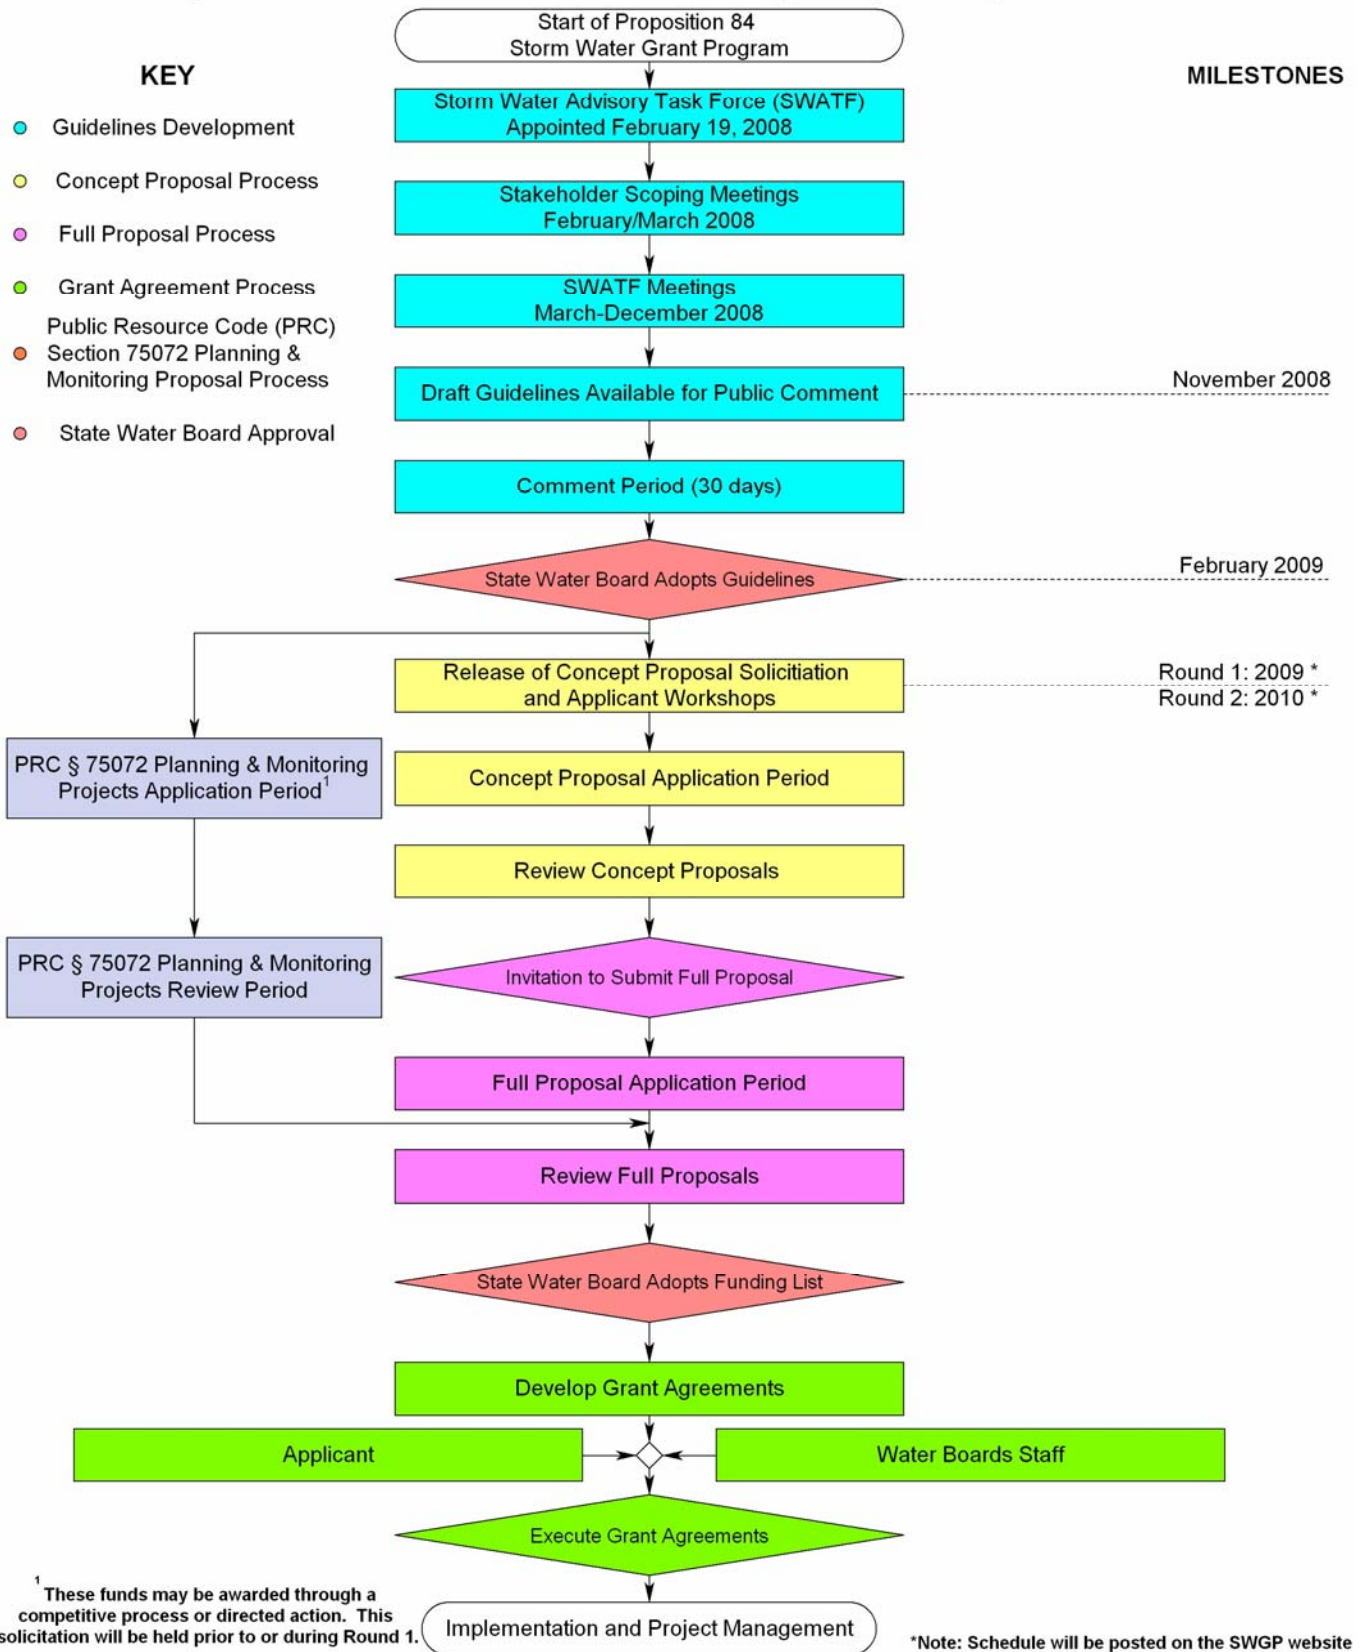 Start of Proposition 84
Storm Water Grant Program
KEY
Guidelines Development
Concept Proposal Process
Full Proposal Process
Grant Agreement Process
Public Resource Code (PRC)
Section 75072 Planning &
Monitoring Proposal Process
State Water Board Approval
MILESTONES
Storm Water Advisory Task Force (SWATF)
Appointed February 19, 2008
Stakeholder Scoping Meetings
February/March 2008
SWATF Meetings
March-December 2008
Draft Guidelines Available for Public Comment
November 2008
Comment Period (30 days)
State Water Board Adopts Guidelines
February 2009
Release of Concept Proposal Solicitiation
and Applicant Workshops
Round 1: 2009 *
Round 2: 2010 *
PRC § 75072 Planning & Monitoring
Projects Application Period 1
Concept Proposal Application Period
Review Concept Proposals
PRC § 75072 Planning & Monitoring
Projects Review Period
Invitation to Submit Full Proposal
Full Proposal Application Period
Review Full Proposals
State Water Board Adopts Funding List
Develop Grant Agreements
Applicant
Water Boards Staff
Execute Grant Agreements
Implementation and Project Management
1 These funds may be awarded through a
competitive process or directed action. This
solicitation will be held prior to or during Round 1.
*Note: Schedule will be posted on the SWGP website